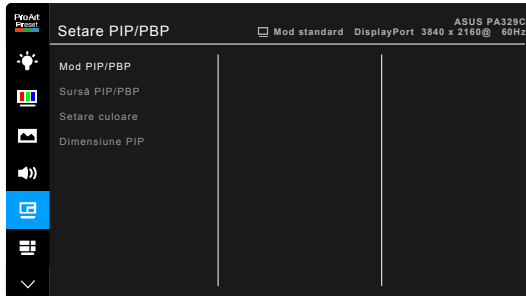 ProArt
Preset
Setare PIP/PBP
ASUS PA329C
Mod standard DisplayPort 3840 x 2160@ 60Hz
Mod PIP/PBP
Sursă PIP/PBP
Setare culoare
Dimensiune PIP